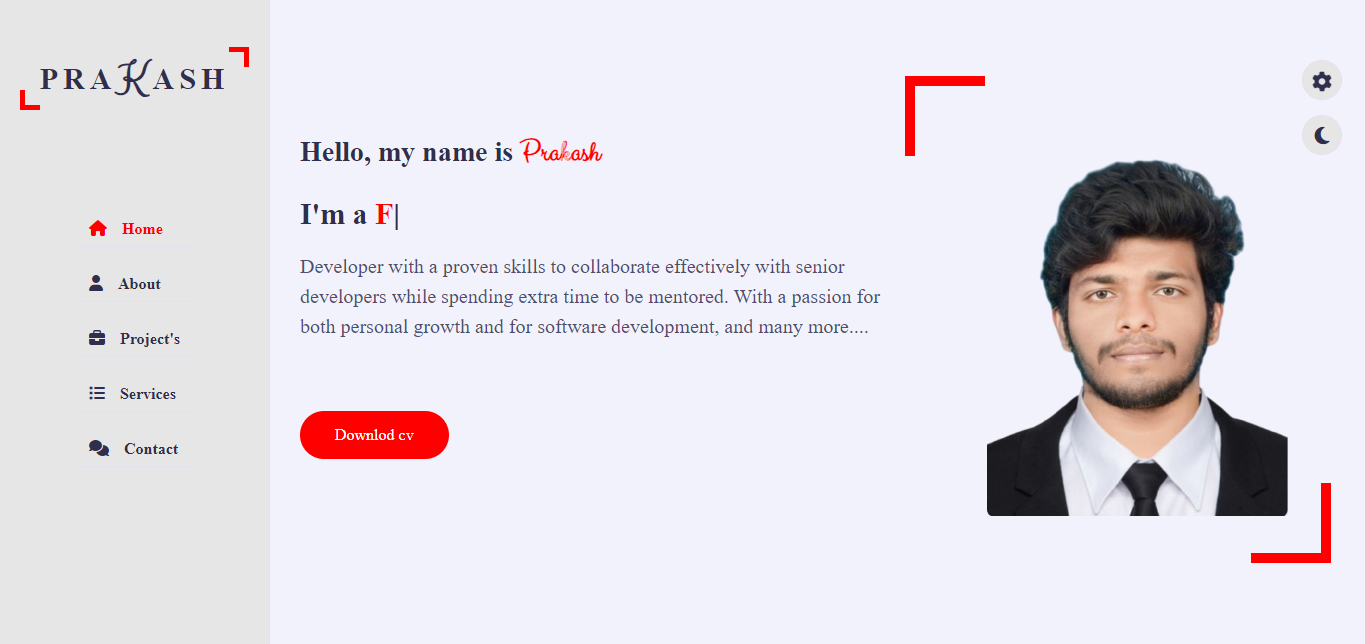 PRAKASH
Home
About
Project's
Services
Contact
Hello, my name is Prakash
I'm a F|
Developer with a proven skills to collaborate effectively with senior
developers while spending extra time to be mentored. With a passion for
both personal growth and for software development, and many more....
Downlod cv